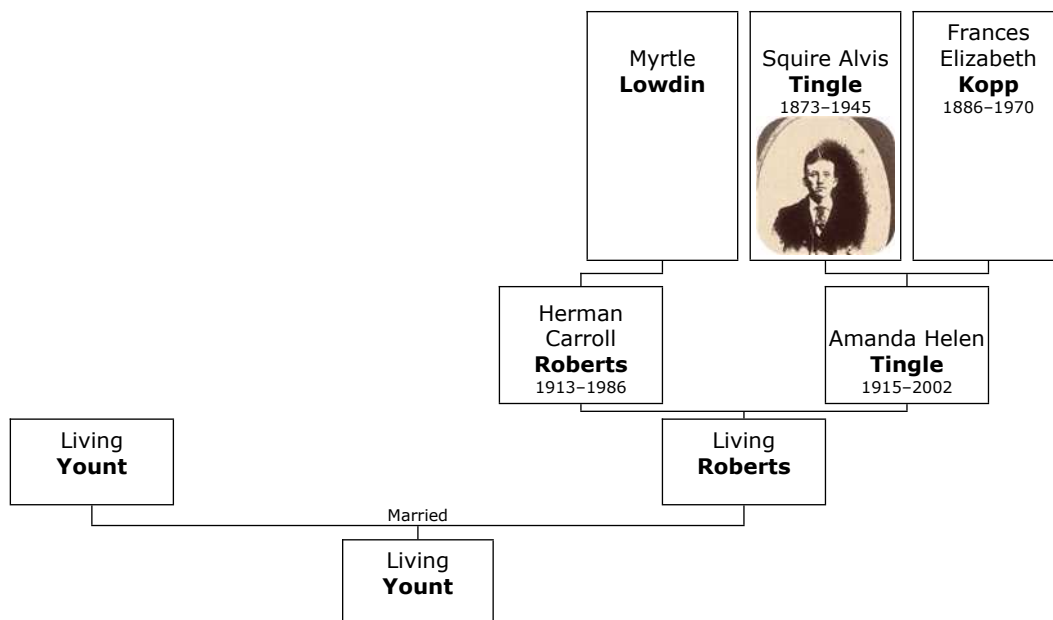 Myrtle
Lowdin
Squire Alvis
Tingle
1873–1945
Frances
Elizabeth
Kopp
1886–1970
Herman
Carroll
Roberts
1913–1986
Amanda Helen
Tingle
1915–2002
Living
Yount
Living
Roberts
Married
Living
Yount